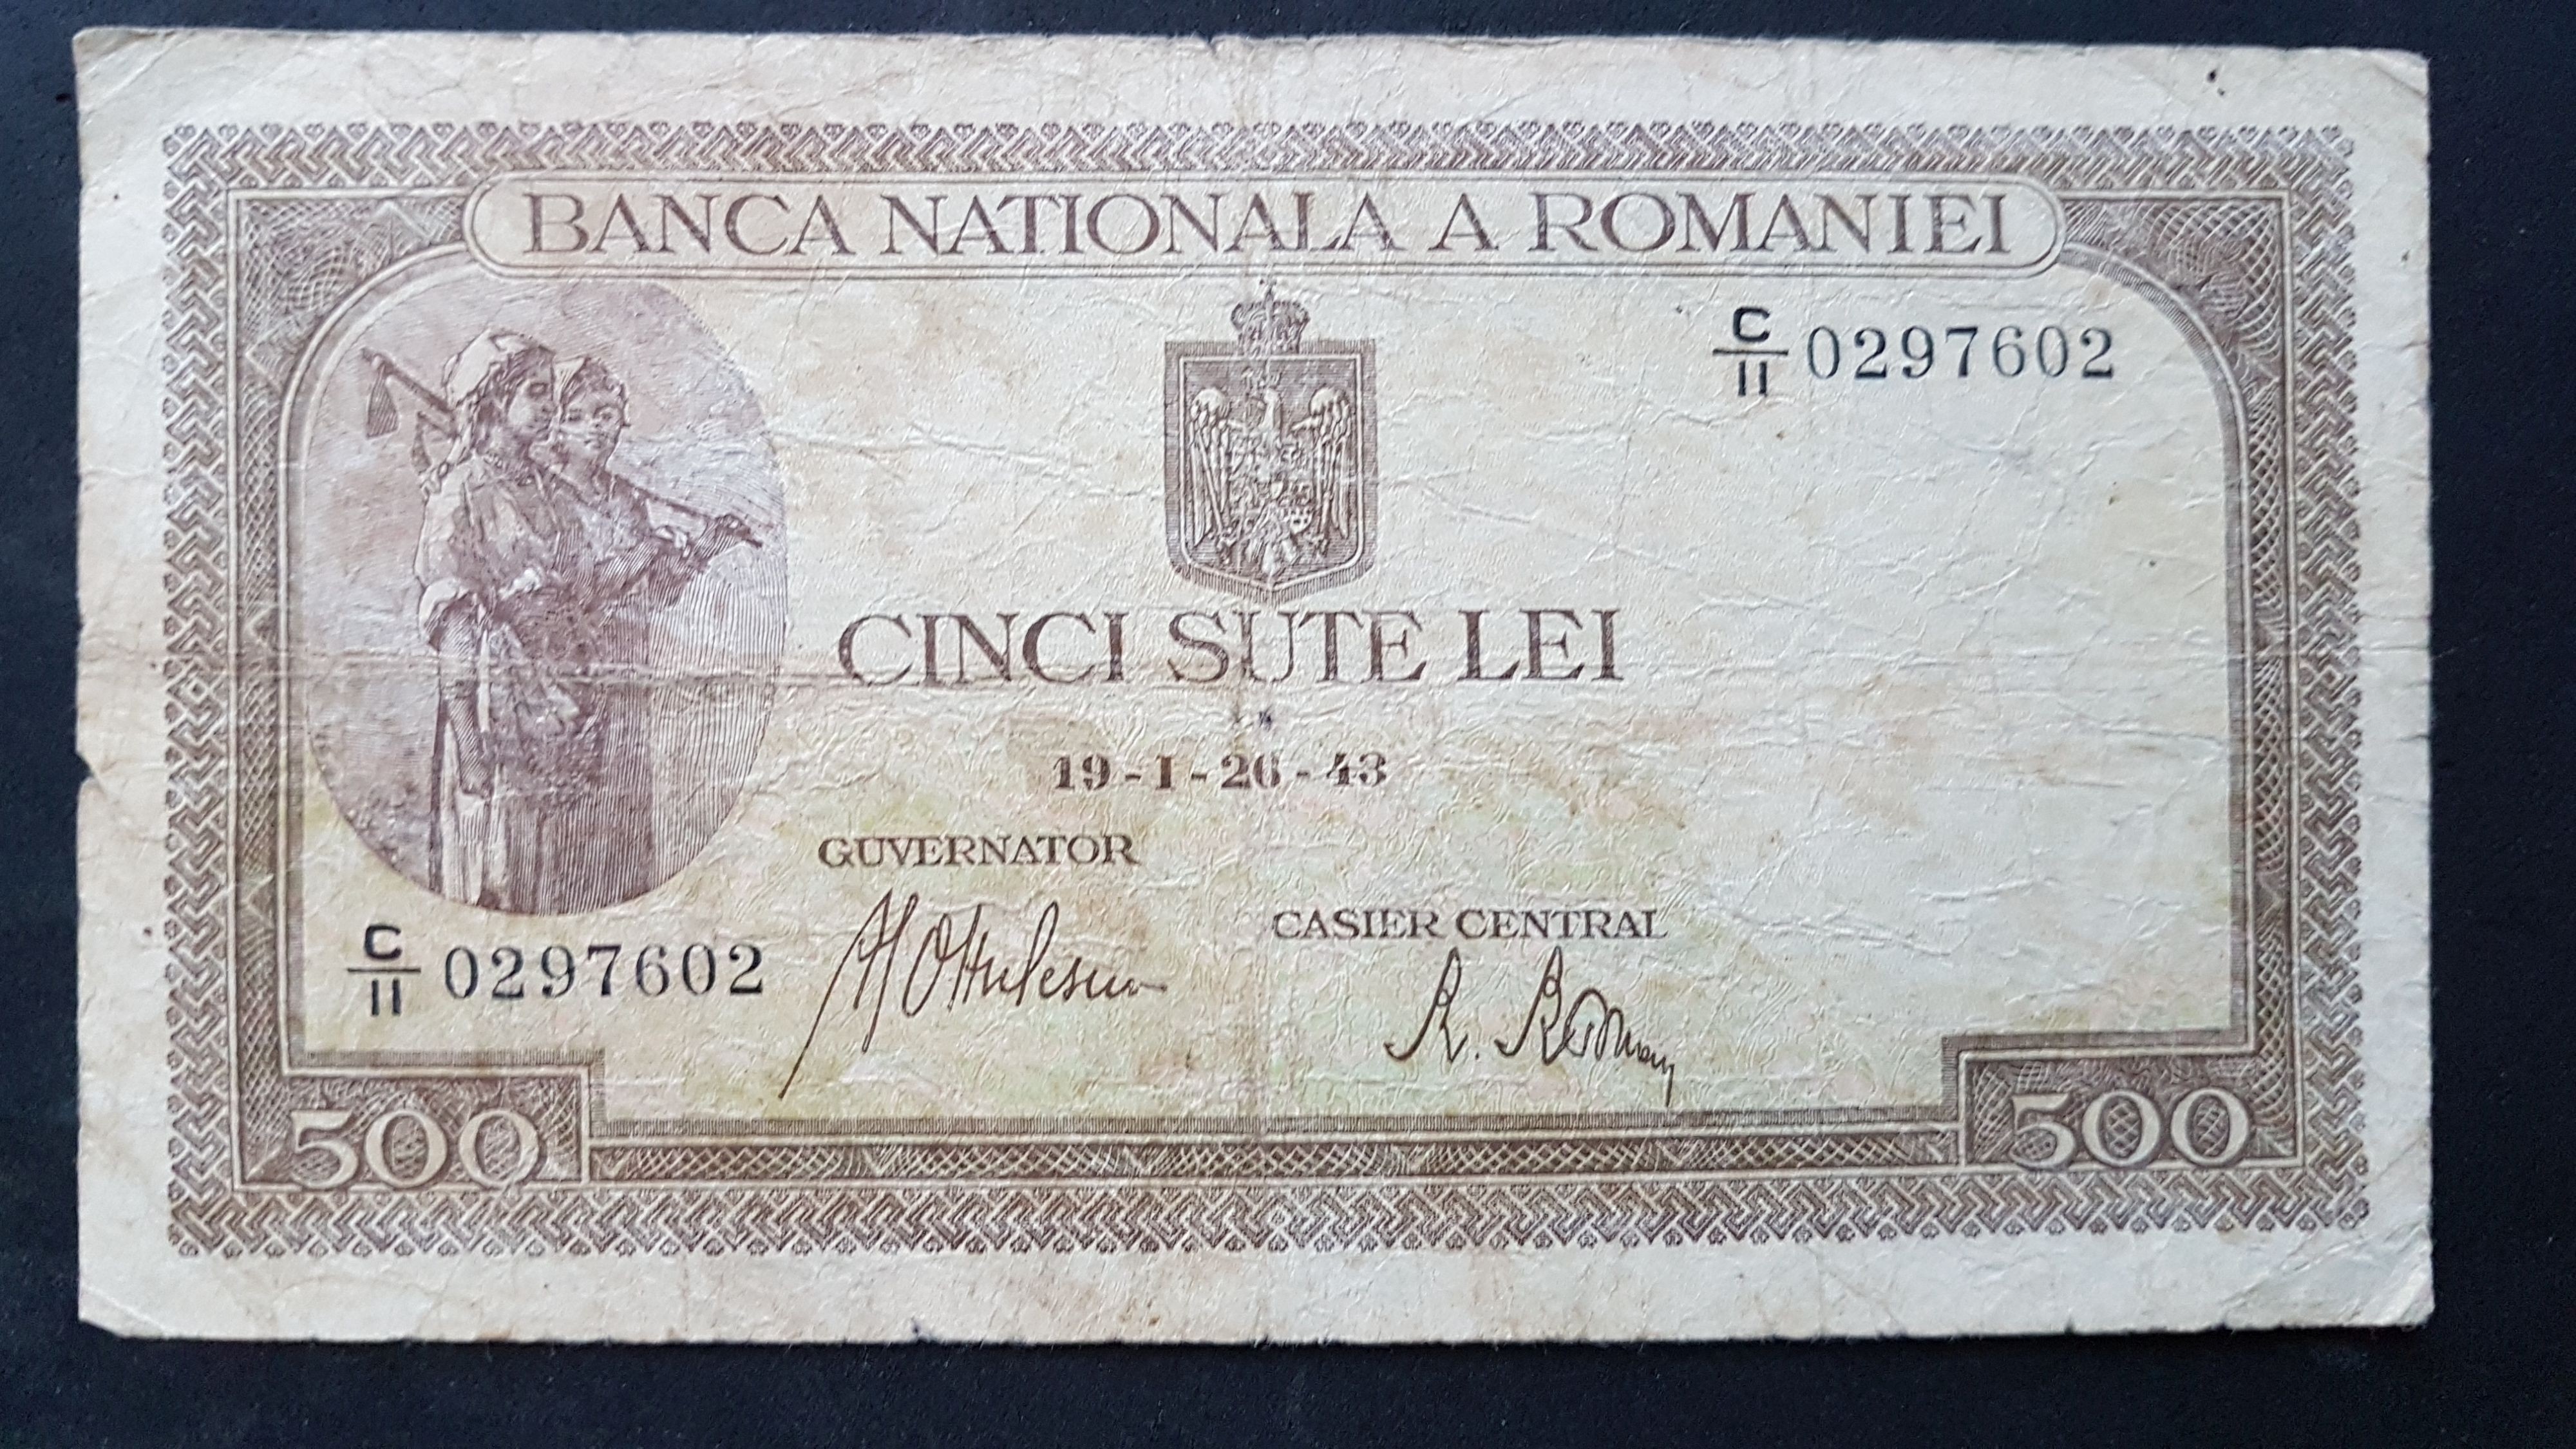 BANCA NATIONALA A ROMANIEI
C/II 0297602
CINCI SUTE LEI
19-I-26-43
GUVERNATOR
CASIER CENTRAL
C/II 0297602
500
500